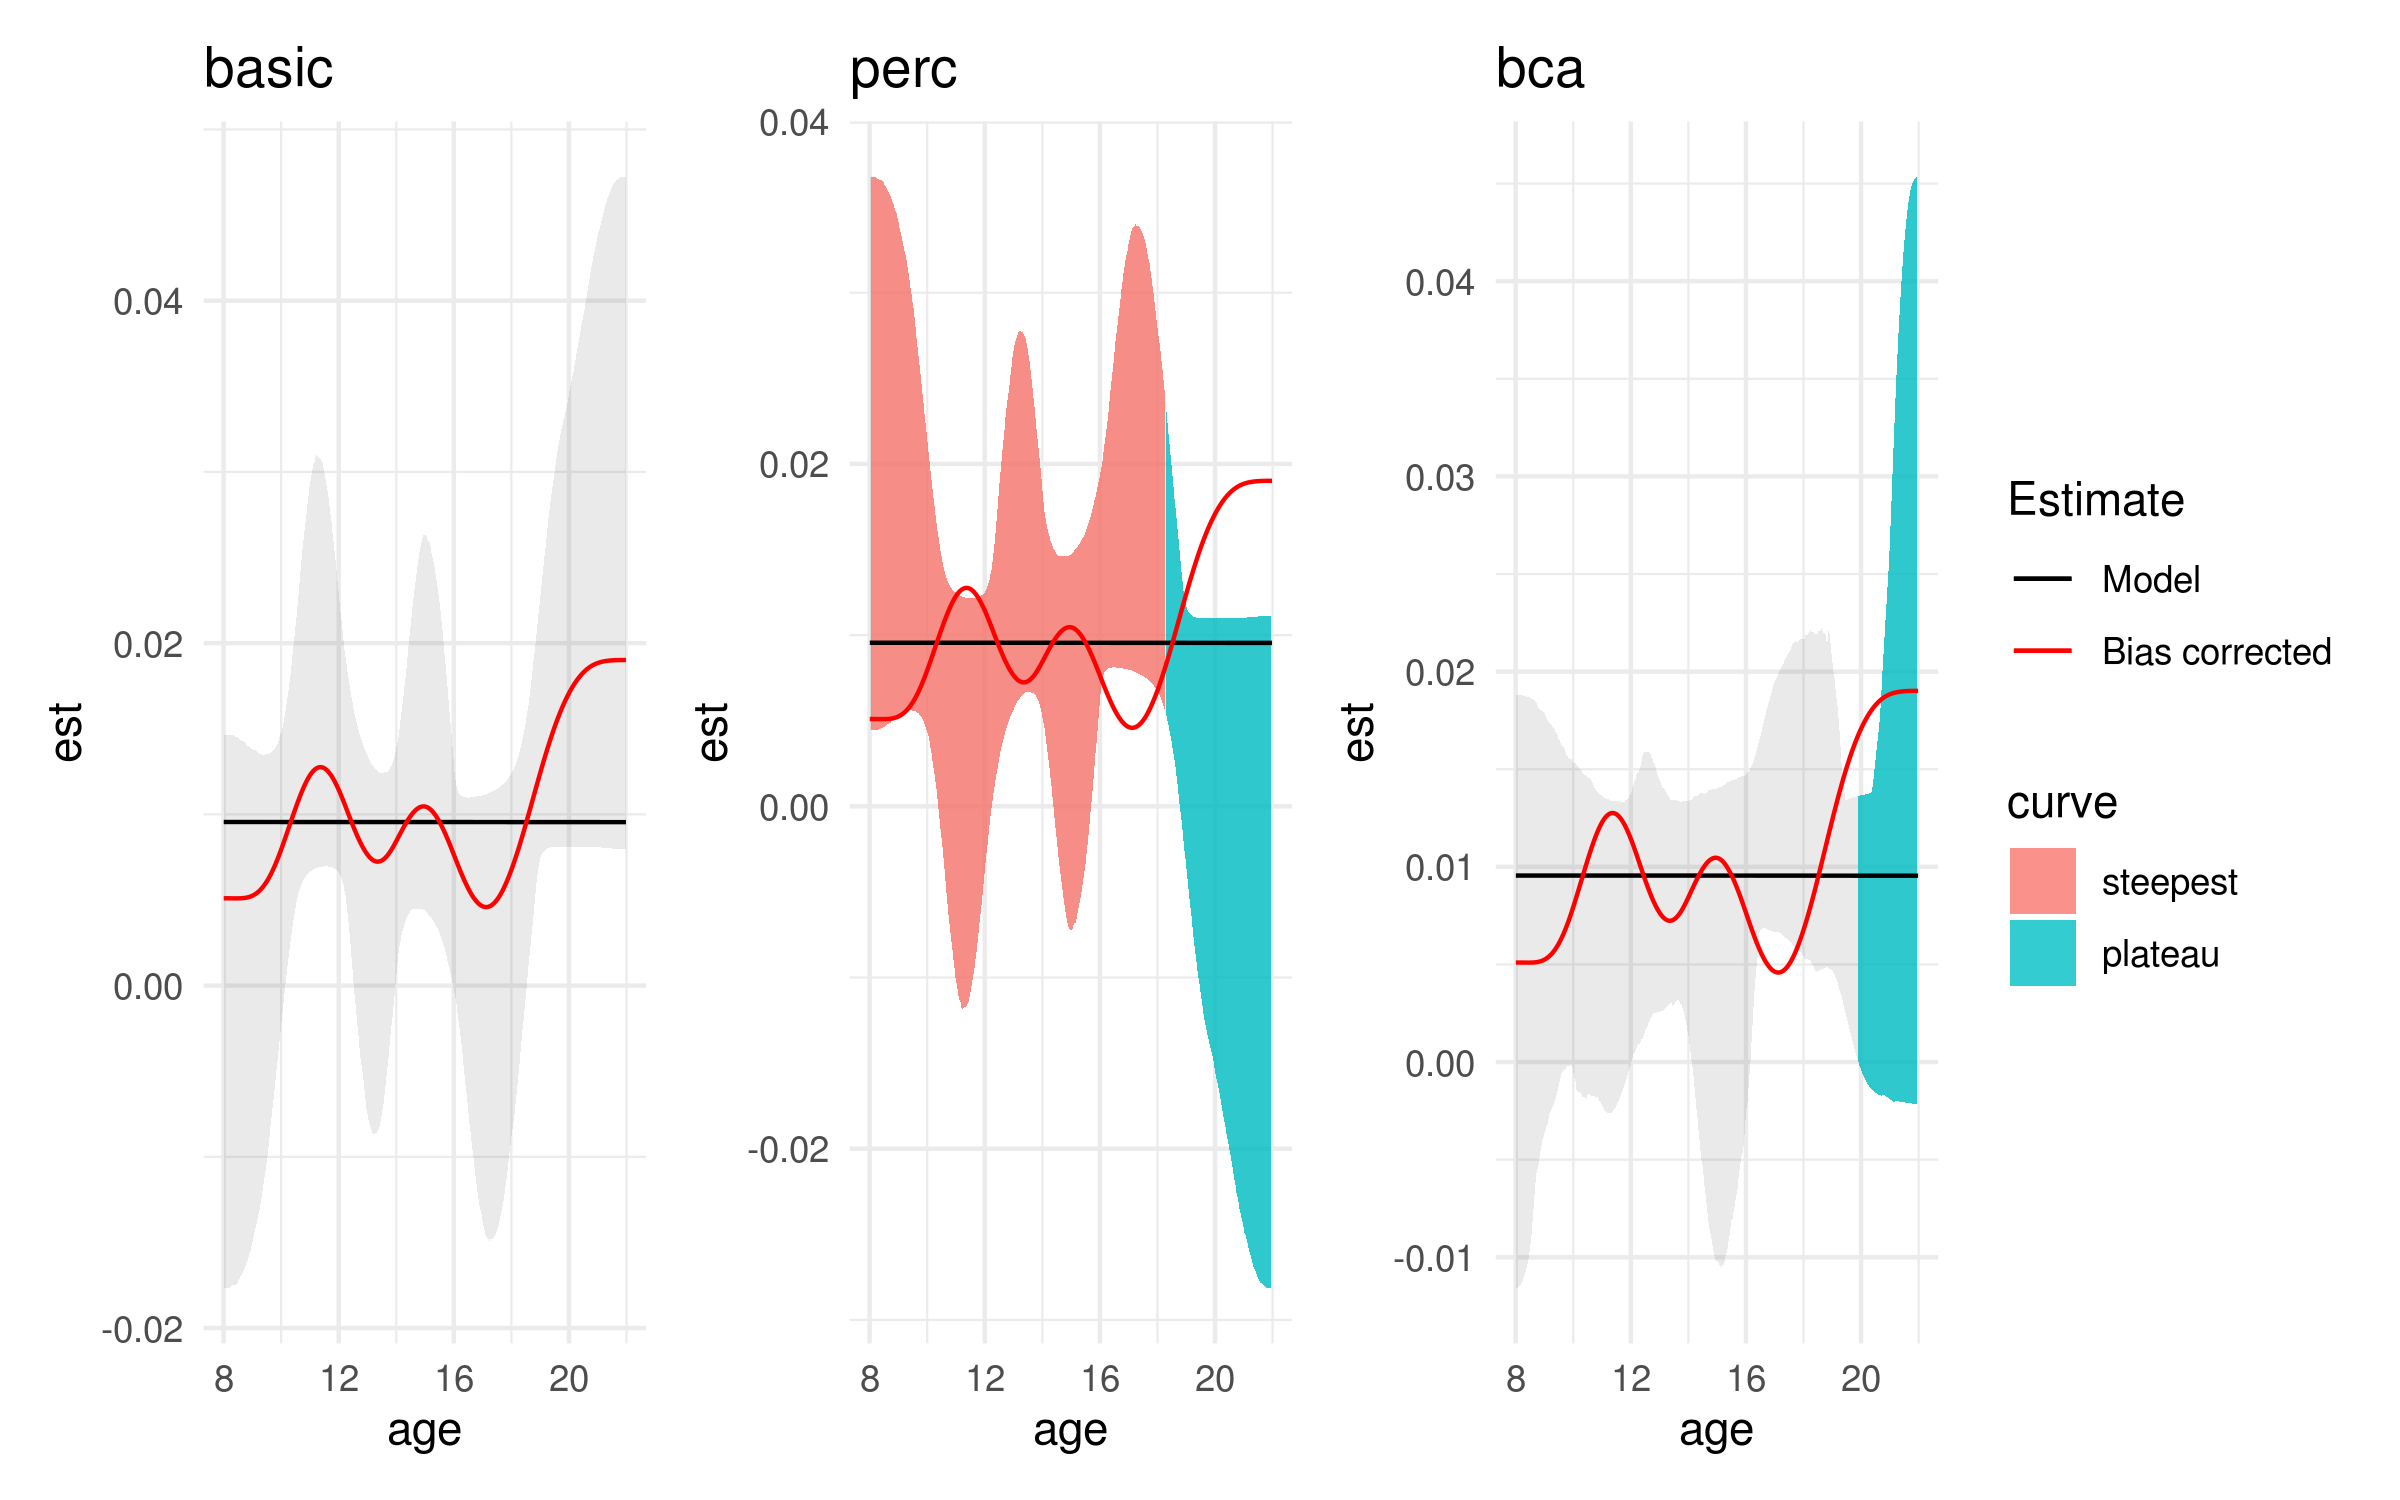 basic
0.04
0.02
0.00
-0.02
est
8 12 16 20
age
perc
0.04
0.02
0.00
-0.02
est
8 12 16 20
age
bca
0.04
0.03
0.02
0.01
0.00
-0.01
est
8 12 16 20
age
Estimate
Model
Bias corrected
curve
steepest
plateau